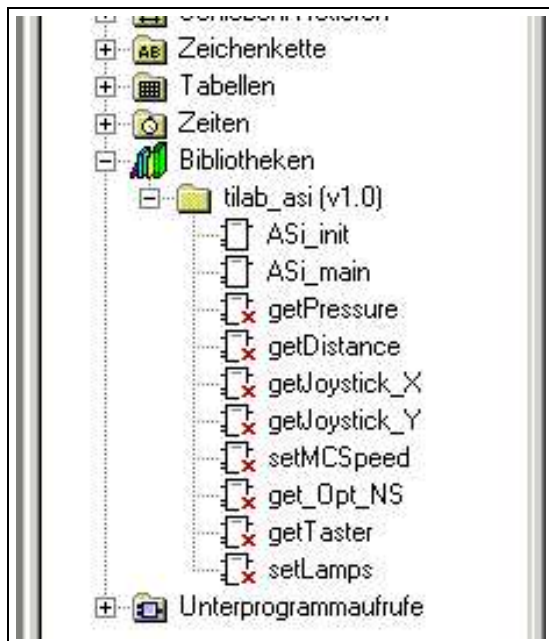 Zeichenkette
Tabellen
Zeiten
Bibliotheken
tilab_asi (v1.0)
ASi_init
ASi_main
getPressure
getDistance
getJoystick_X
getJoystick_Y
setMCSpeed
get_Opt_NS
getTaster
setLamps
Unterprogrammaufrufe